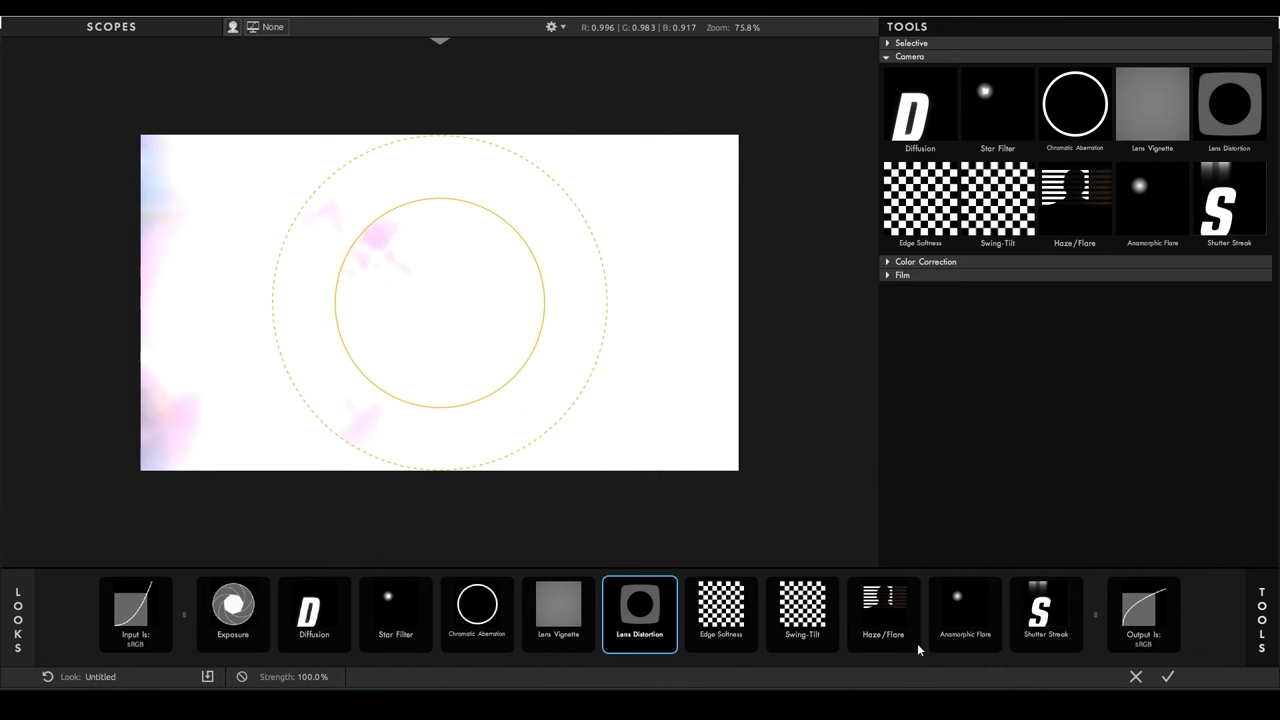 SCOPES
None
R: 0.996 | G: 0.983 | B: 0.917 Zoom: 75.8%
TOOLS
Selective
Camera
D
Diffusion
Star Filter
Chromatic Aberration
Lens Vignette
Lens Distortion
S
Edge Softness
Swing-Tilt
Haze/Flare
Anamorphic Flare
Shutter Streak
Color Correction
Film
LOOKS
Input Is:
sRGB
Exposure
D
Diffusion
Star Filter
Chromatic Aberration
Lens Vignette
Lens Distortion
Edge Softness
Swing-Tilt
Haze/Flare
Anamorphic Flare
S
Shutter Streak
Output Is:
sRGB
TOOLS
Look: Untitled
Strength: 100.0%